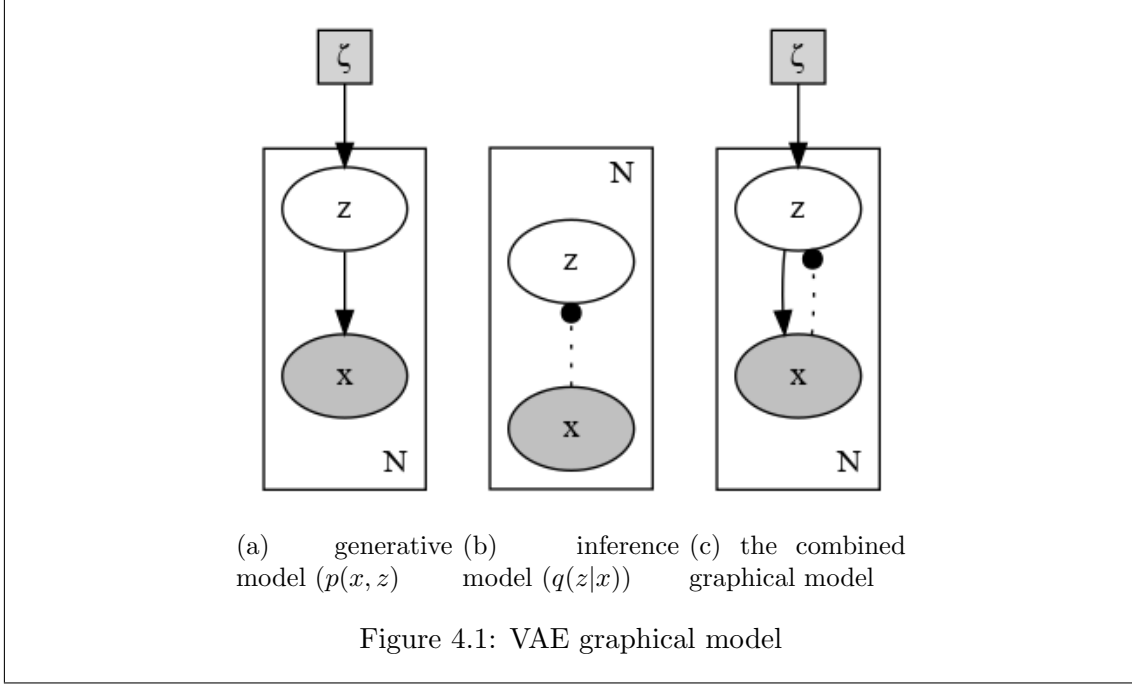 ζ
z
x
N
N
z
x
ζ
z
x
N
(a) generative
model (p(x, z)
(b) inference
model (q(z|x))
(c) the combined
graphical model
Figure 4.1: VAE graphical model